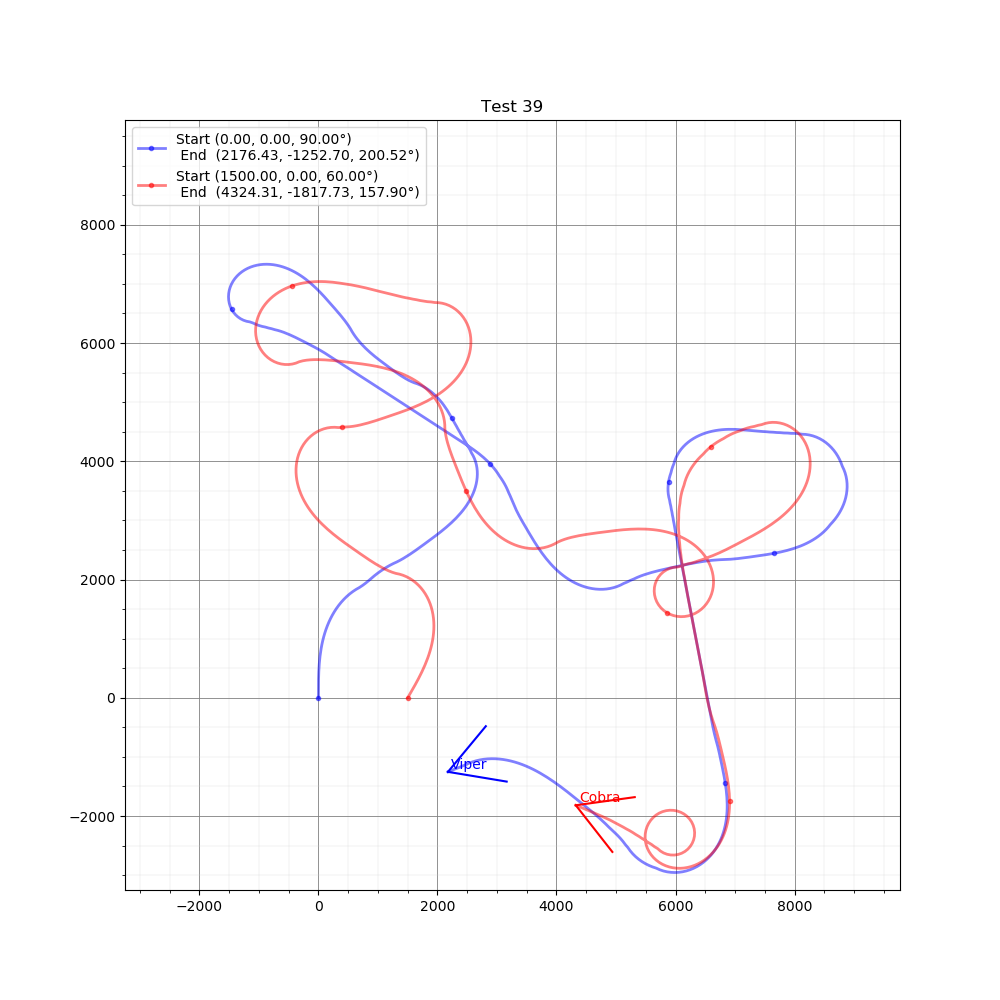 Test 39
Start (0.00, 0.00, 90.00°)
End  (2176.43, -1252.70, 200.52°)
Start (1500.00, 0.00, 60.00°)
End  (4324.31, -1817.73, 157.90°)
8000
6000
4000
2000
0
−2000
Viper
Cobra
−2000
0
2000
4000
6000
8000